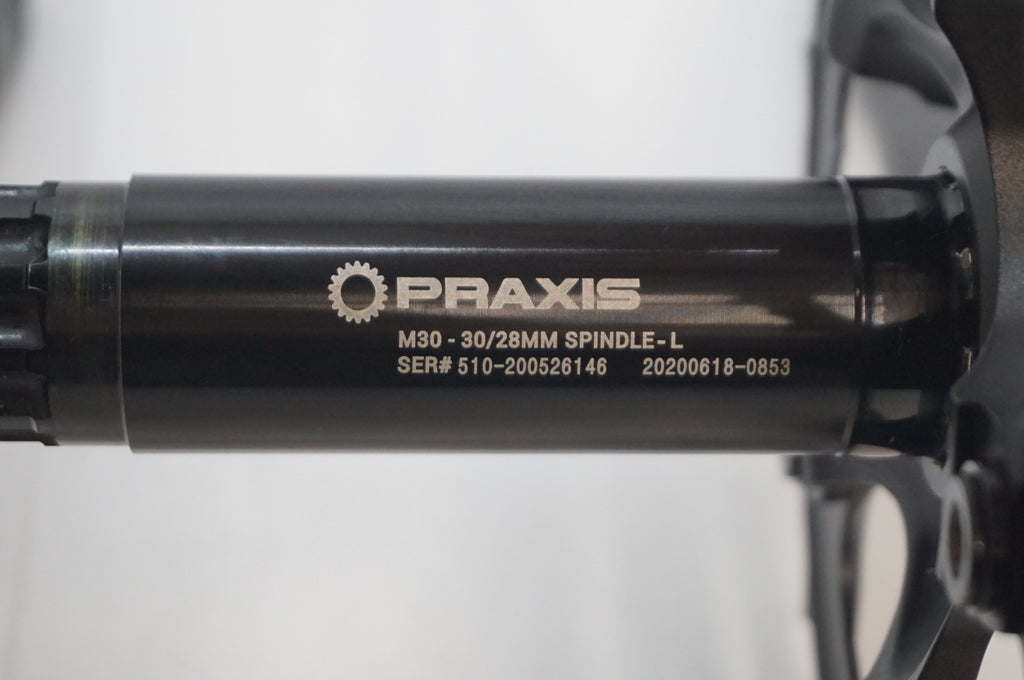 PRAXIS
M30 - 30/28MM SPINDLE-L
SER# 510-200526146 20200618-0853